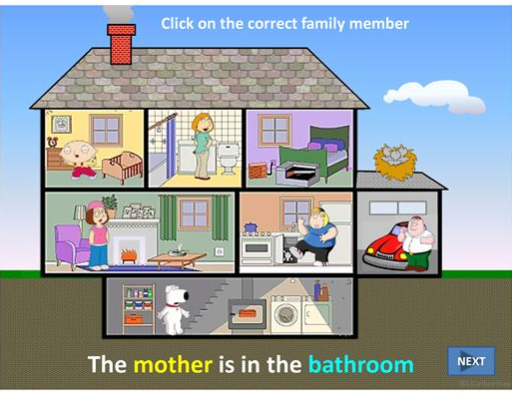 Click on the correct family member
The mother is in the bathroom
NEXT